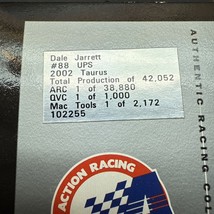 Dale Jarrett
#88 UPS
2002 Taurus
Total Production of 42,052
ARC 1 of 38,880
QVC 1 of 1,000
Mac Tools 1 of 2,172
102255
AUTHENTIC RACING COL
ACTION RACING